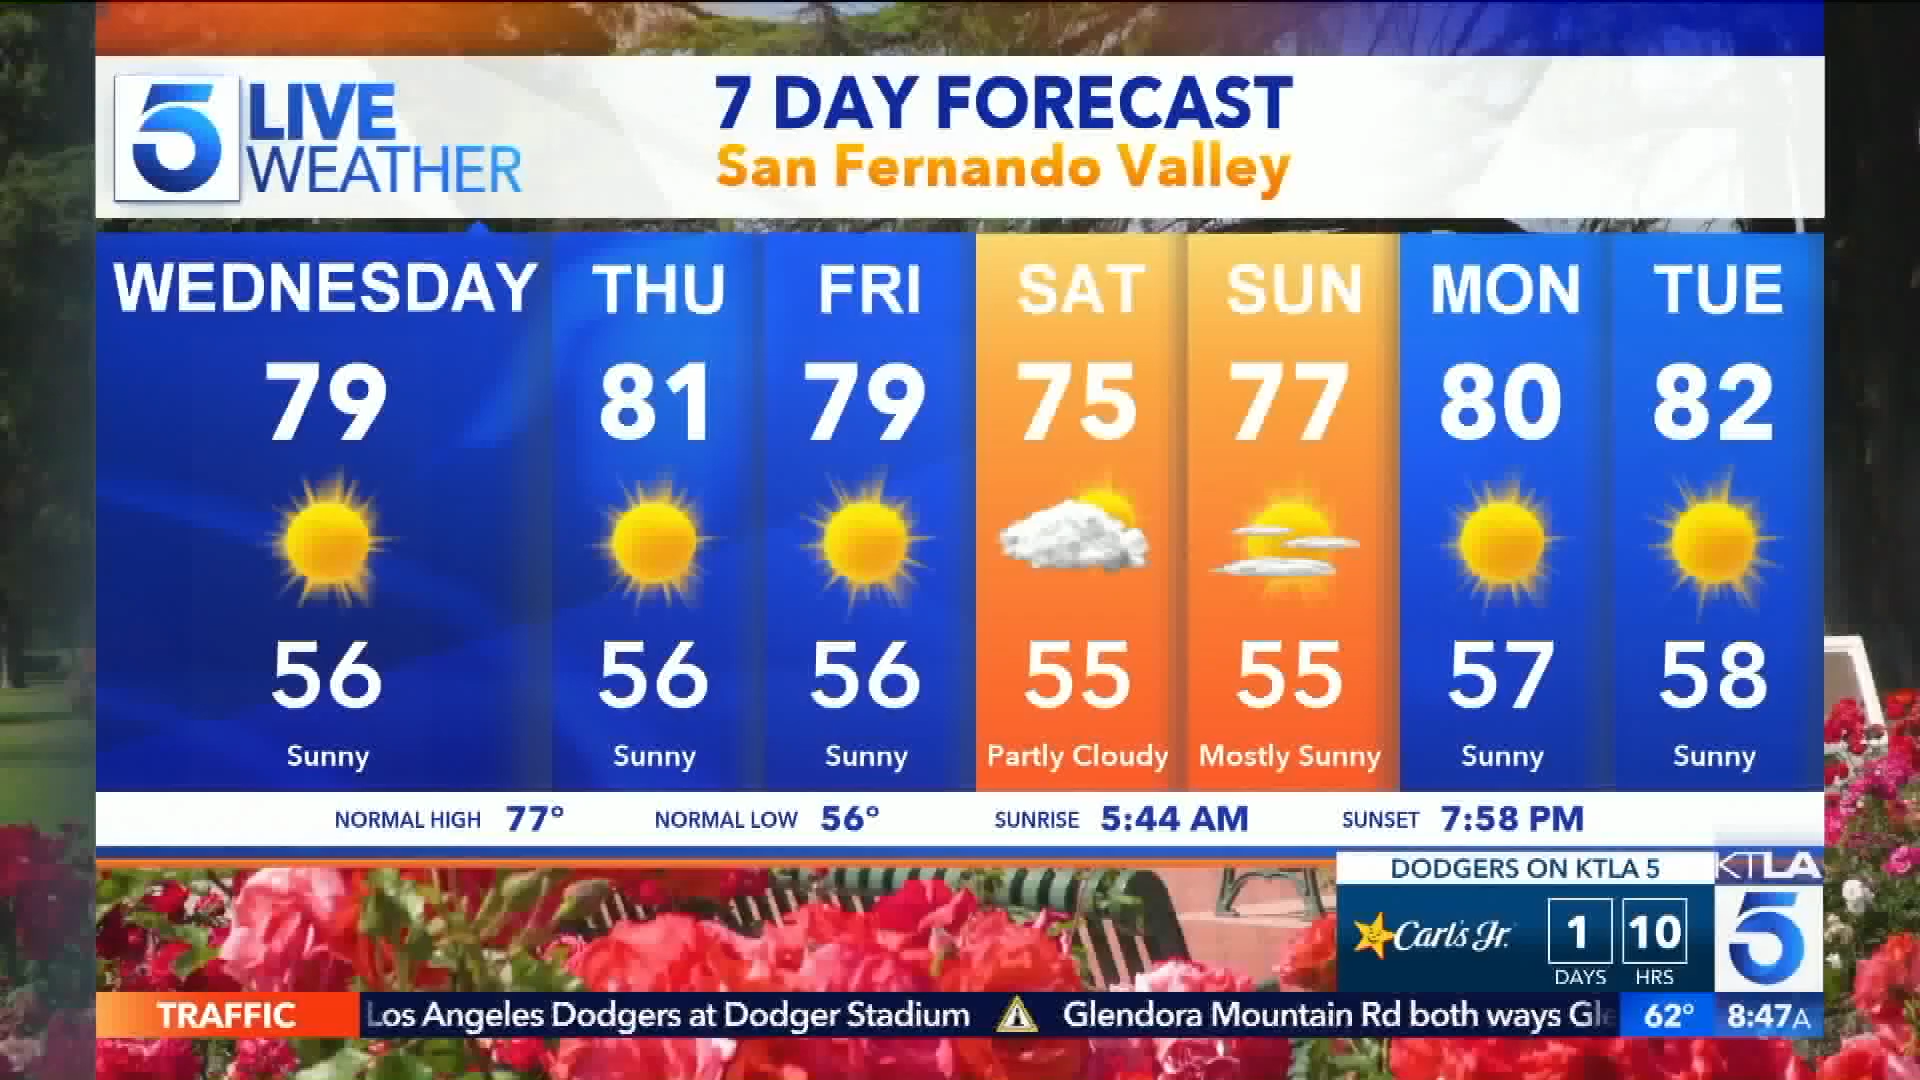 5 LIVE
WEATHER
7 DAY FORECAST
San Fernando Valley
WEDNESDAY THU FRI SAT SUN MON TUE
79 81 79 75 77 80 82
56 56 56 55 55 57 58
Sunny Sunny Sunny Partly Cloudy Mostly Sunny Sunny Sunny
NORMAL HIGH 77° NORMAL LOW 56° SUNRISE 5:44 AM SUNSET 7:58 PM
DODGERS ON KTLA 5
Carl's Jr. 1 10
DAYS HRS
KTLA
5
TRAFFIC Los Angeles Dodgers at Dodger Stadium Glendora Mountain Rd both ways 62° 8:47A